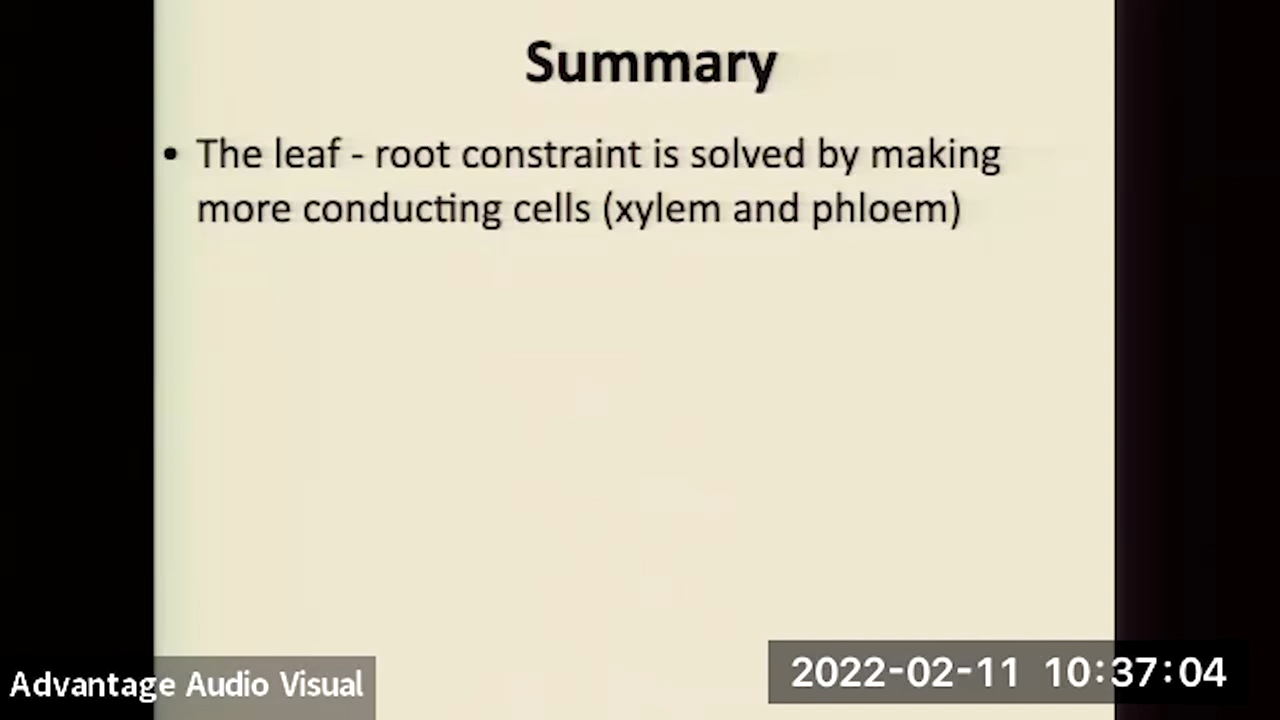 Summary
• The leaf - root constraint is solved by making
more conducting cells (xylem and phloem)
Advantage Audio Visual
2022-02-11 10:37:04